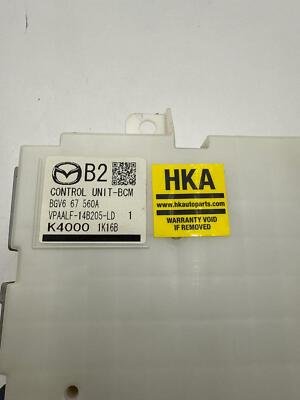 B2
CONTROL UNIT-BCM
BGV6 67 560A
VPAALF-14B205-LD 1
K4000 1K16B
HKA
www.hkautoparts.com
WARRANTY VOID
IF REMOVED